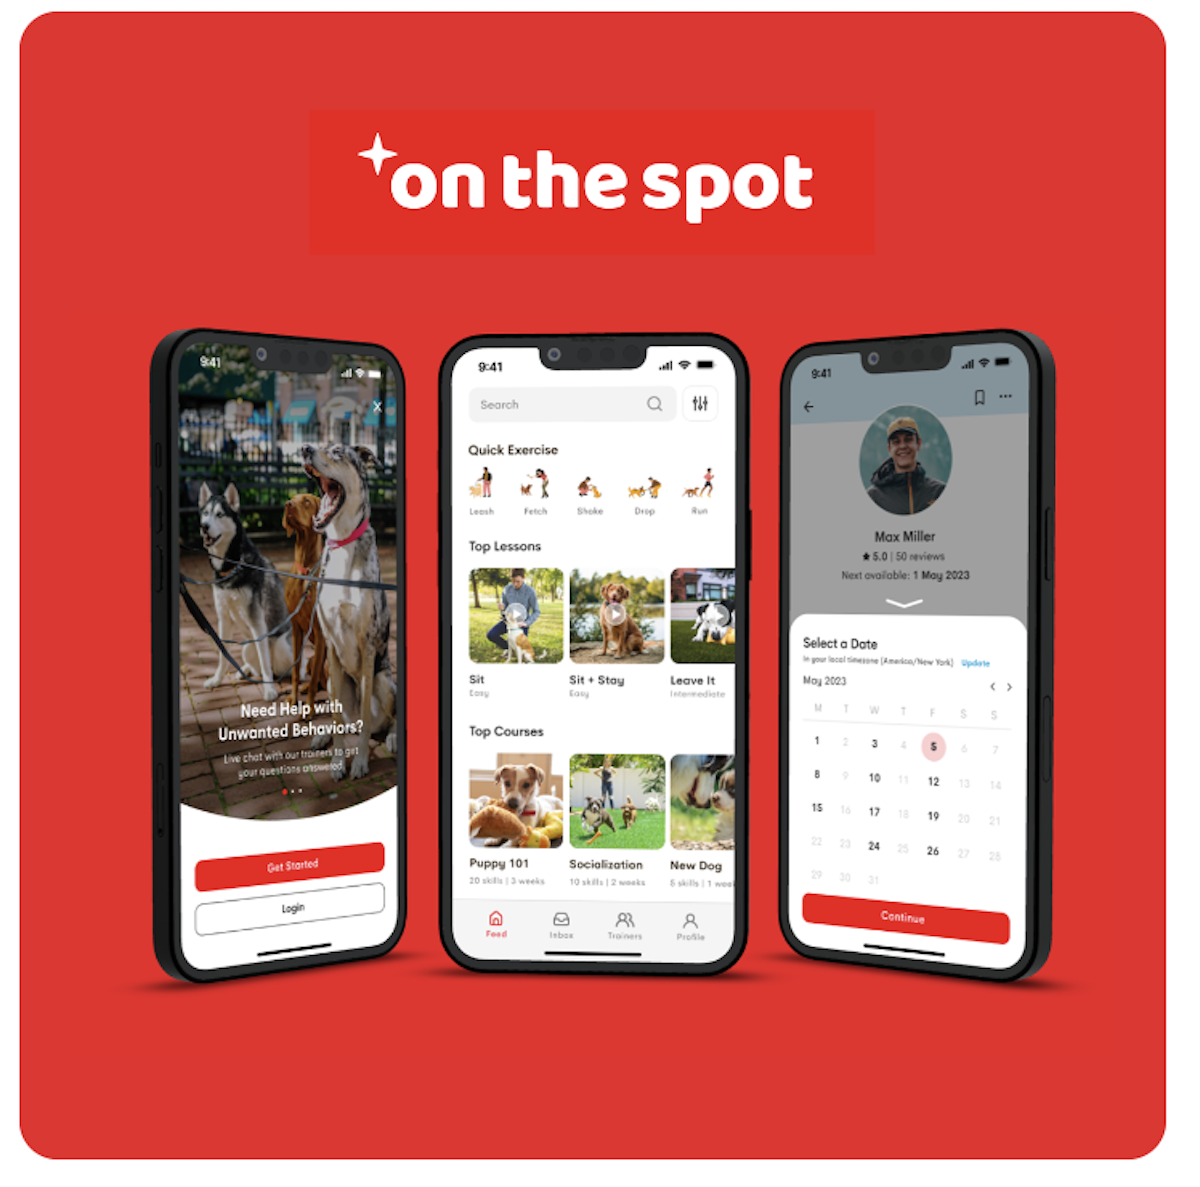 on the spot
9:41
Need Help with
Unwanted Behaviors?
Live chat with our trainers to get
your questions answered.
Get Started
Login
9:41
Search
Quick Exercise
Leash Fetch Shake Drop Run
Top Lessons
Sit Sit + Stay Leave It
Easy Easy Intermediate
Top Courses
Puppy 101 Socialization New Dog
20 skills | 3 weeks 10 skills | 2 weeks 5 skills | 1 wee
Feed Inbox Trainers Profile
9:41
Max Miller
5.0 | 50 reviews
Next available: 1 May 2023
Select a Date
In your local timezone (America/New York) Update
May 2023
M T W T F S S
1 2 3 4 5 6 7
8 9 10 11 12 13 14
15 16 17 18 19 20 21
22 23 24 25 26 27 28
29 30 31
Continue